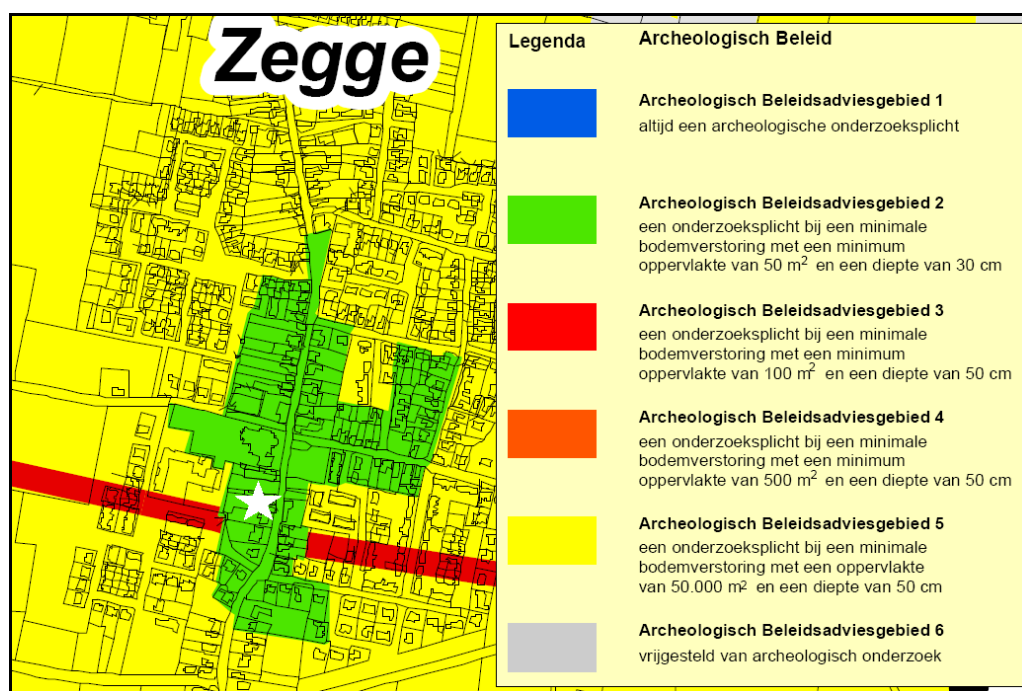 Zegge
Legenda
Archeologisch Beleid
Archeologisch Beleidsadviesgebied 1
altijd een archeologische onderzoeksplicht
Archeologisch Beleidsadviesgebied 2
een onderzoeksplicht bij een minimale
bodemverstoring met een minimum
oppervlakte van 50 m² en een diepte van 30 cm
Archeologisch Beleidsadviesgebied 3
een onderzoeksplicht bij een minimale
bodemverstoring met een minimum
oppervlakte van 100 m² en een diepte van 50 cm
Archeologisch Beleidsadviesgebied 4
een onderzoeksplicht bij een minimale
bodemverstoring met een minimum
oppervlakte van 500 m² en een diepte van 50 cm
Archeologisch Beleidsadviesgebied 5
een onderzoeksplicht bij een minimale
bodemverstoring met een oppervlakte
van 50.000 m² en een diepte van 50 cm
Archeologisch Beleidsadviesgebied 6
vrijgesteld van archeologisch onderzoek